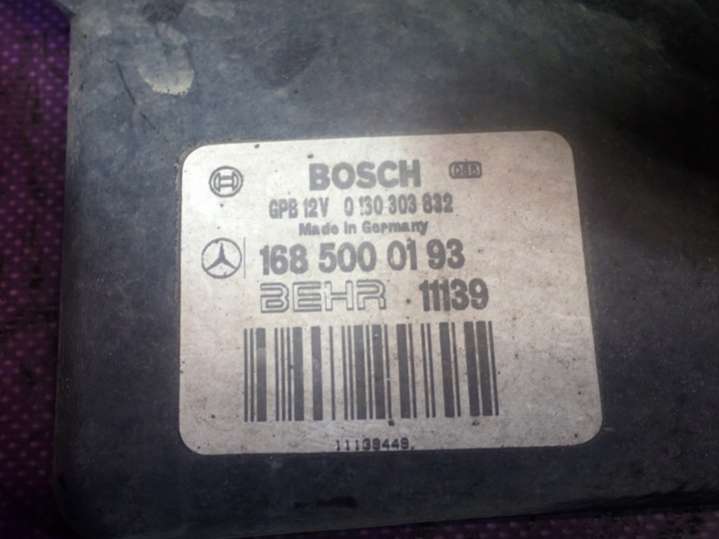 BOSCH
GPB 12V 0 130 303 832
Made in Germany
168 500 01 93
BEHR 11139
11139449.